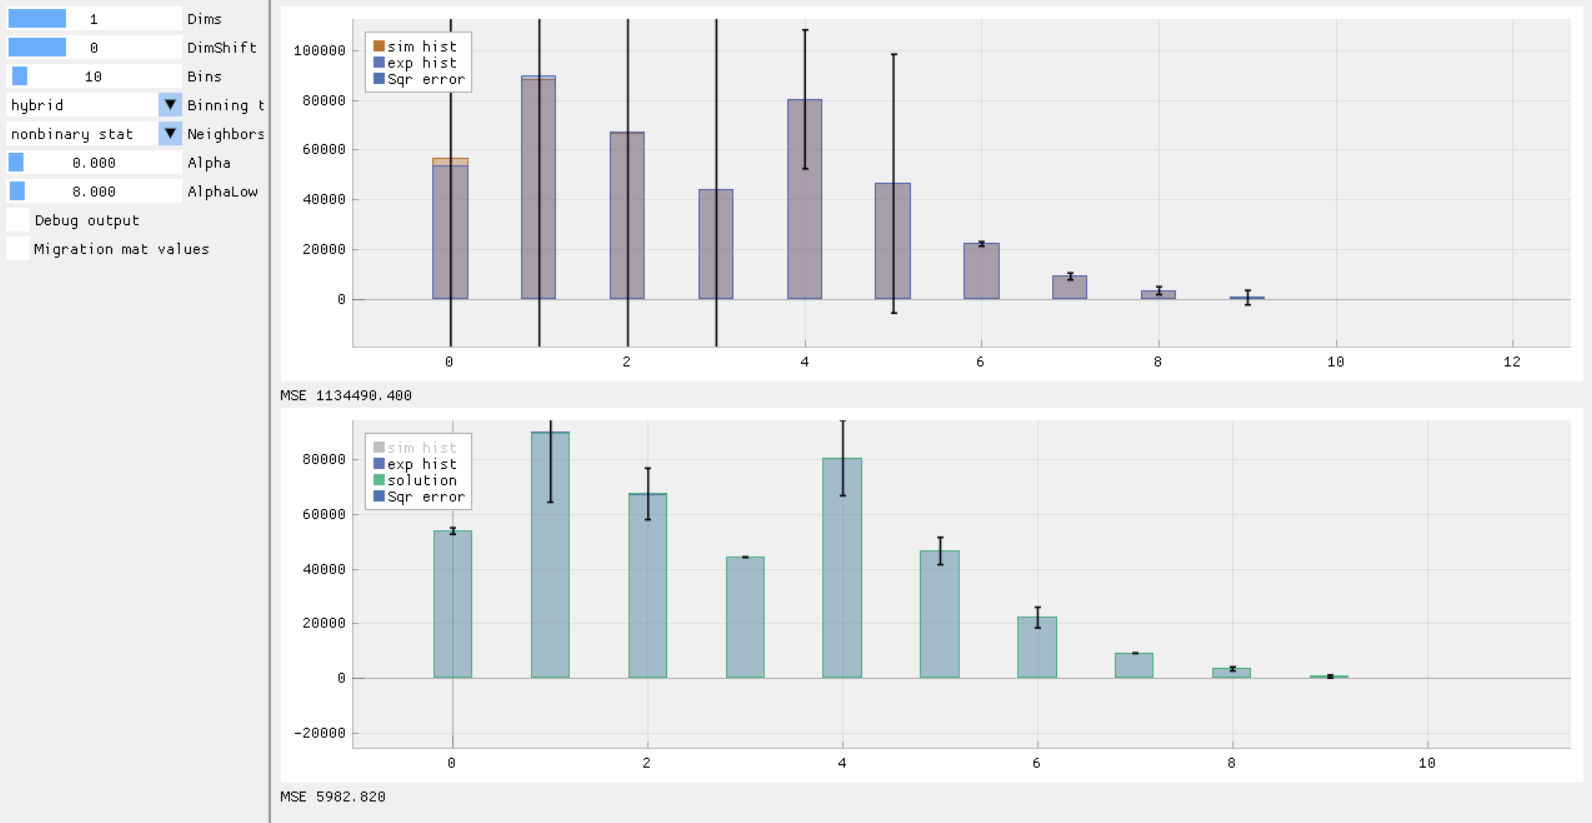 1 Dims
0 DimShift
10 Bins
hybrid Binning t
nonbinary stat Neighbors
0.000 Alpha
8.000 AlphaLow
Debug output
Migration mat values
sim hist
exp hist
Sqr error
100000
80000
60000
40000
20000
0
0 2 4 6 8 10 12
MSE 1134490.400
sim hist
exp hist
solution
Sqr error
80000
60000
40000
20000
0
-20000
0 2 4 6 8 10
MSE 5982.820